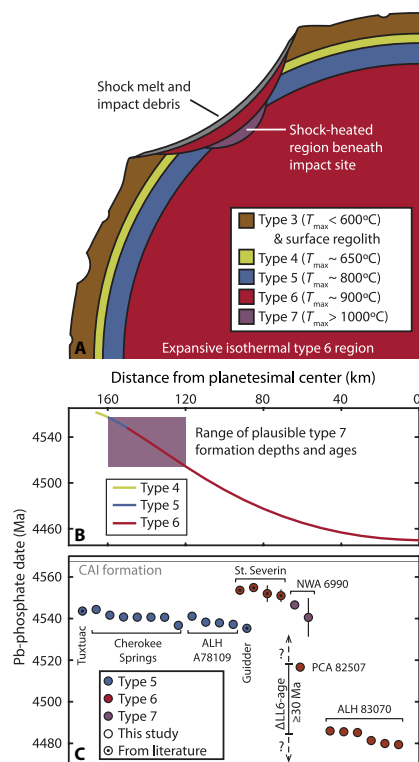 Shock melt and
impact debris
Shock-heated
region beneath
impact site
Type 3 (Tmax < 600ºC)
& surface regolith
Type 4 (Tmax~ 650ºC)
Type 5 (Tmax~ 800ºC)
Type 6 (Tmax~ 900ºC)
Type 7 (Tmax> 1000ºC)
A
Expansive isothermal type 6 region
Distance from planetesimal center (km)
160 120 80 40 0
Pb-phosphate date (Ma)
4540
4500
4460
Range of plausible type 7
formation depths and ages
Type 4
Type 5
Type 6
B
CAI formation
St. Severin
NWA 6990
4560
4540
4520
4500
4480
Tuxtuac
Cherokee
Springs
ALH
A78109
Guidder
?
PCA 82507
ΔLL6-age
≥30 Ma
?
ALH 83070
Type 5
Type 6
Type 7
This study
From literature
C